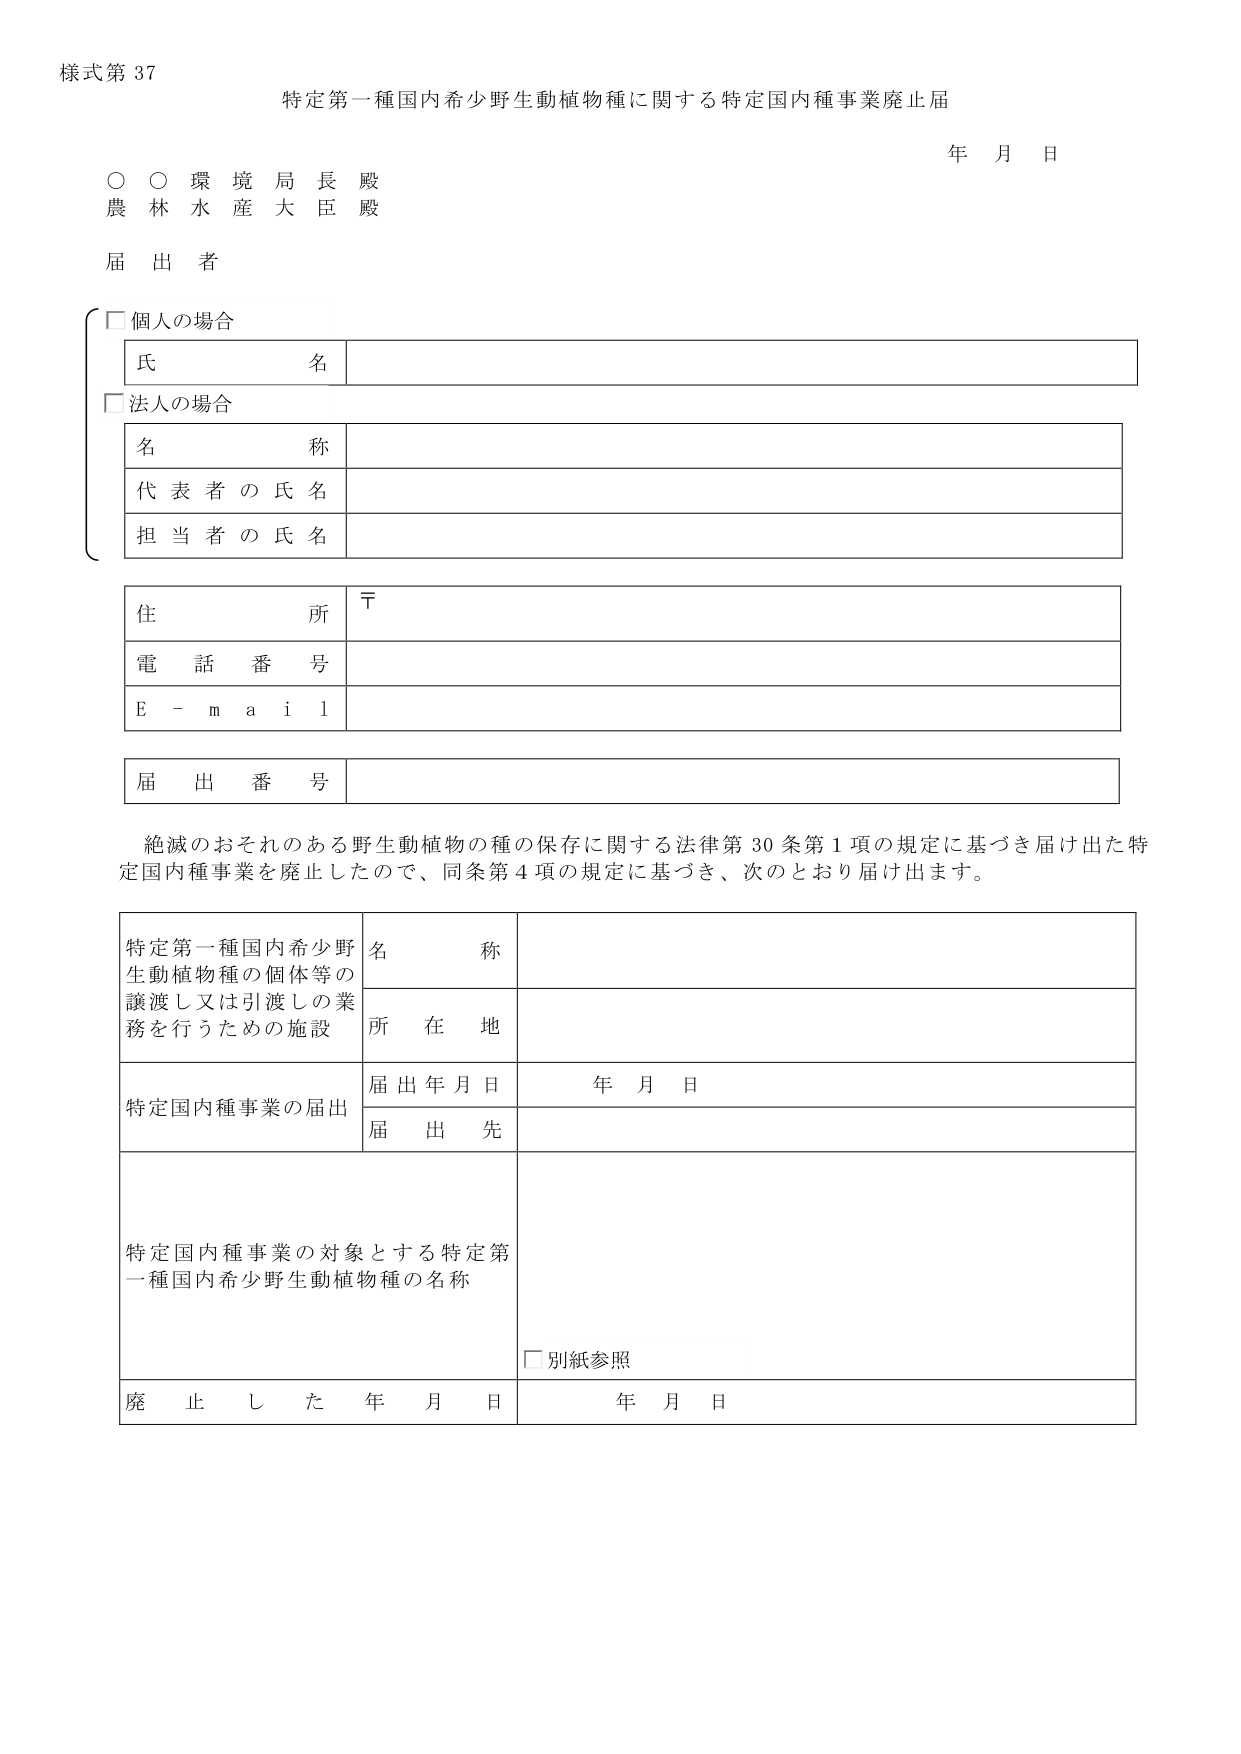 様式第 37
特定第一種国内希少野生動植物種に関する特定国内種事業廃止届
年 月 日
○○環境局長殿
農林水産大臣殿
届出者
□個人の場合
氏名
□法人の場合
名称
代表者の氏名
担当者の氏名
住所 〒
電話番号
E-mail
届出番号
絶滅のおそれのある野生動植物の種の保存に関する法律第 30 条第 1 項の規定に基づき届け出た特
定国内種事業を廃止したので、同条第 4 項の規定に基づき、次のとおり届け出ます。
特定第一種国内希少野
生動植物種の個体等の
譲渡し又は引渡しの業
務を行うための施設
名称
所在地
特定国内種事業の届出
届出年月日 年 月 日
届出先
特定国内種事業の対象とする特定第
一種国内希少野生動植物種の名称
□別紙参照
廃止した年月日 年 月 日